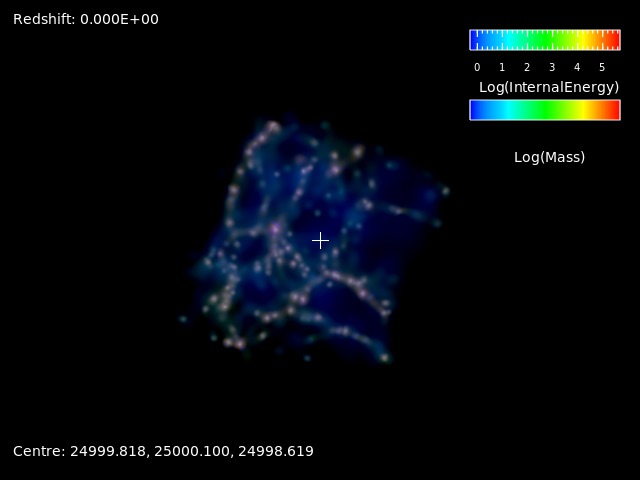 Redshift: 0.000E+00
0 1 2 3 4 5
Log(InternalEnergy)
Log(Mass)
Centre: 24999.818, 25000.100, 24998.619